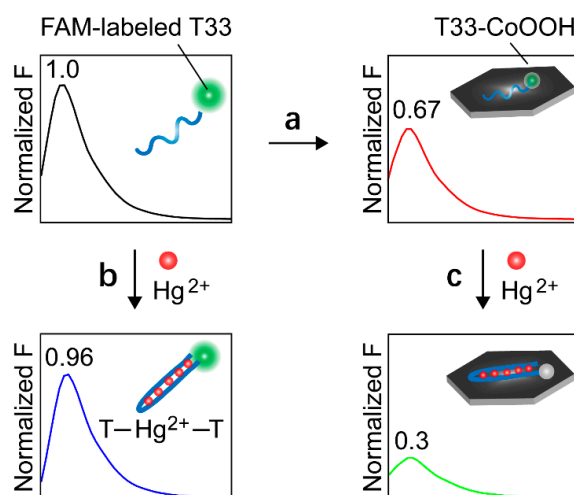 FAM-labeled T33
T33-CoOOH
Normalized F
1.0
a
Normalized F
0.67
b
Hg2+
c
Hg2+
Normalized F
0.96
T–Hg2+–T
Normalized F
0.3